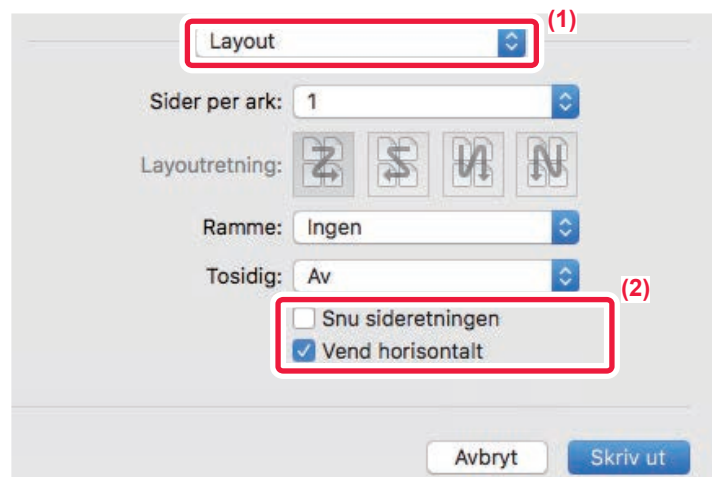 (1)
Layout
Sider per ark: 1
Layoutretning:
Ramme: Ingen
Tosidig: Av
(2)
Snu sideretningen
Vend horisontalt
Avbryt Skriv ut